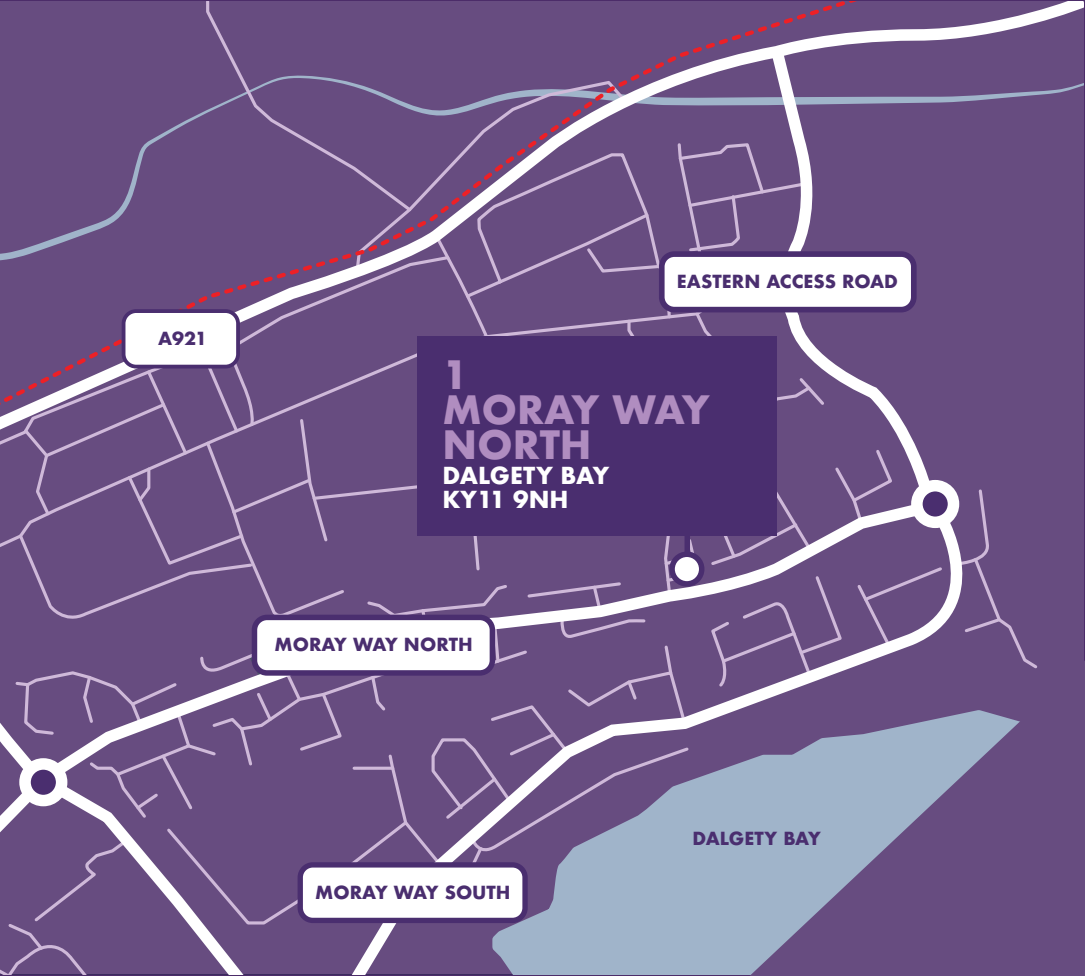 EASTERN ACCESS ROAD
A921
1
MORAY WAY
NORTH
DALGETY BAY
KY11 9NH
MORAY WAY NORTH
DALGETY BAY
MORAY WAY SOUTH